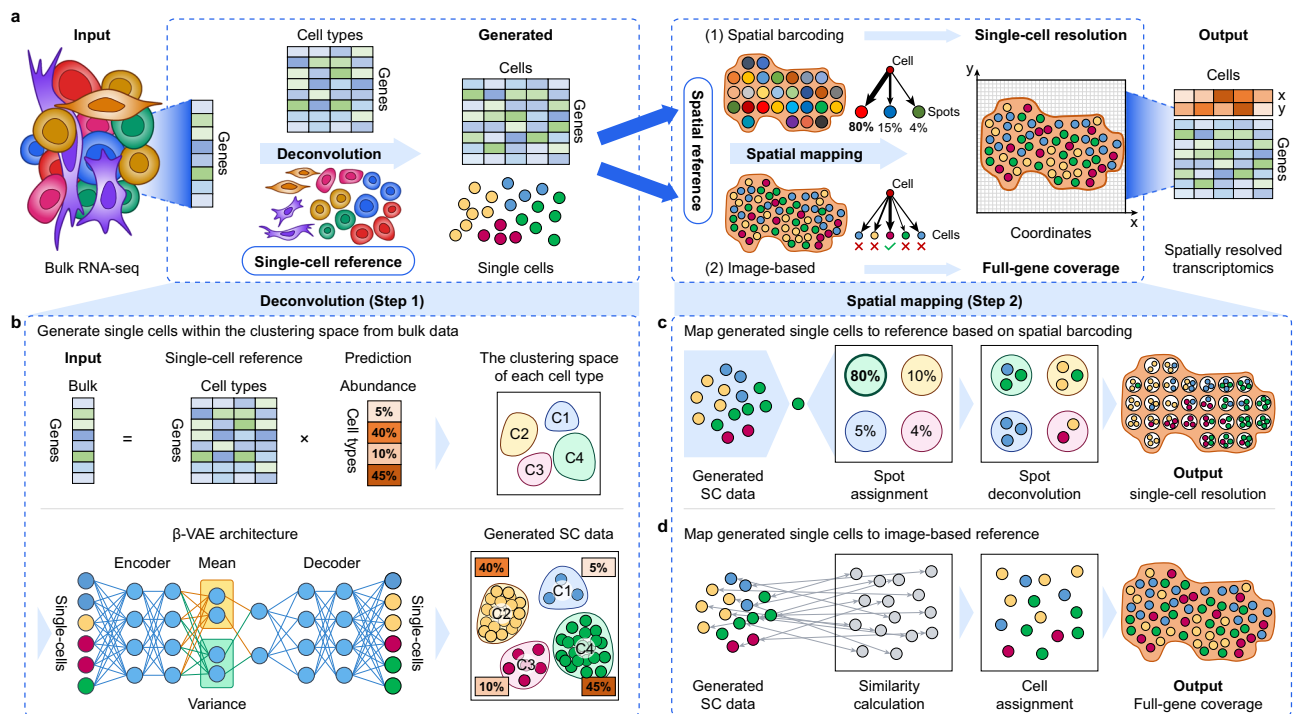 a
Input
Genes
Bulk RNA-seq
Cell types
Genes
Deconvolution
Single-cell reference
Generated
Cells
Genes
Single cells
Spatial reference
(1) Spatial barcoding
Cell
Spots
80% 15% 4%
Spatial mapping
Cell
Cells
(2) Image-based
Single-cell resolution
y
x
Coordinates
Full-gene coverage
Output
Cells
x
y
Genes
Spatially resolved
transcriptomics
Deconvolution (Step 1)
Spatial mapping (Step 2)
b
Generate single cells within the clustering space from bulk data
Input
Bulk
Genes
=
Single-cell reference
Cell types
Genes
×
Prediction
Abundance
Cell types
5%
40%
10%
45%
The clustering space
of each cell type
C1
C2
C3
C4
β-VAE architecture
Encoder
Mean
Decoder
Single-cells
Single-cells
Variance
Generated SC data
40%
5%
C1
C2
C3
C4
10%
45%
c
Map generated single cells to reference based on spatial barcoding
80%
10%
5%
4%
Generated
SC data
Spot
assignment
Spot
deconvolution
Output
single-cell resolution
d
Map generated single cells to image-based reference
Generated
SC data
Similarity
calculation
Cell
assignment
Output
Full-gene coverage